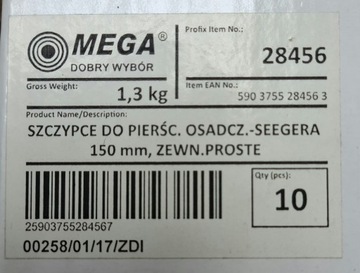 MEGA®
DOBRY WYBÓR
Profix Item No.:
28456
Gross Weight:
1,3 kg
Item EAN No.:
590 3755 28456 3
Product Name/Description:
SZCZYPCE DO PIERŚC. OSADCZ.-SEEGERA
150 mm, ZEWN.PROSTE
25903755284567
00258/01/17/ZDI
Qty (pcs):
10